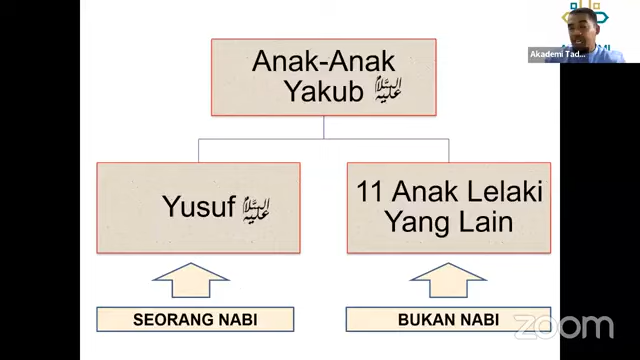 Anak-Anak
Yakub عليه السلام
Yusuf عليه السلام
11 Anak Lelaki
Yang Lain
SEORANG NABI
BUKAN NABI
Akademi Tad...
zoom